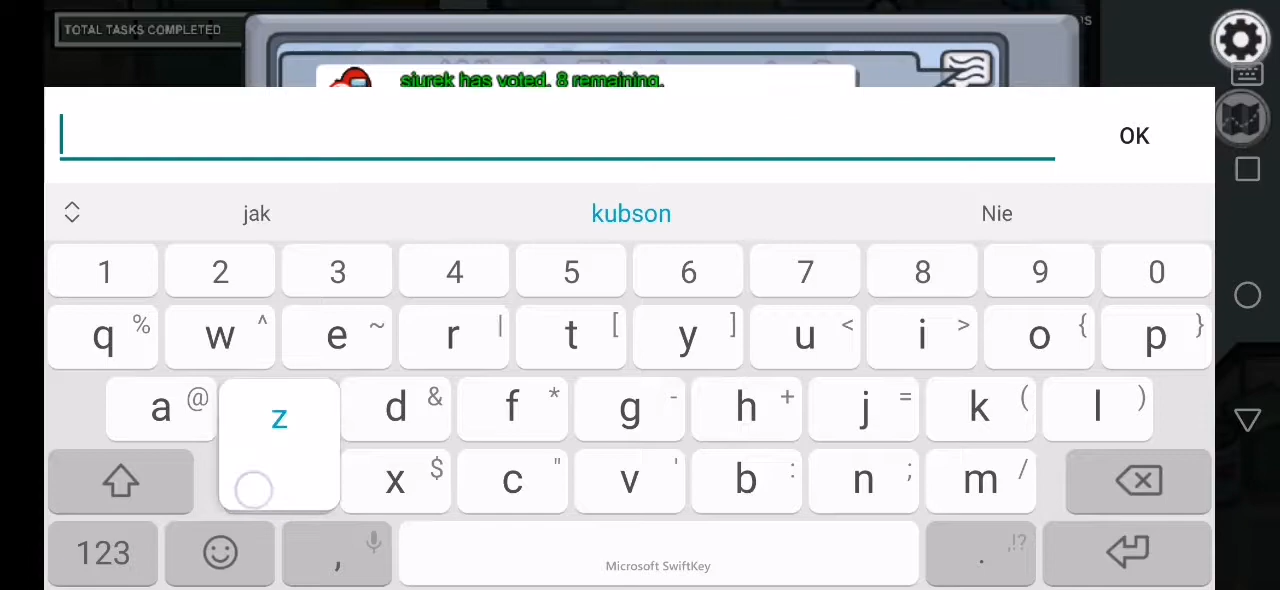 TOTAL TASKS COMPLETED
siurek has voted. 8 remaining.
OK
jak kubson Nie
1 2 3 4 5 6 7 8 9 0
q % w ^ e ~ r | t [ y ] u < i > o { p }
a @ z d & f * g - h + j = k ( l )
x $ c " v ' b : n ; m /
123 , Microsoft SwiftKey . ,!?